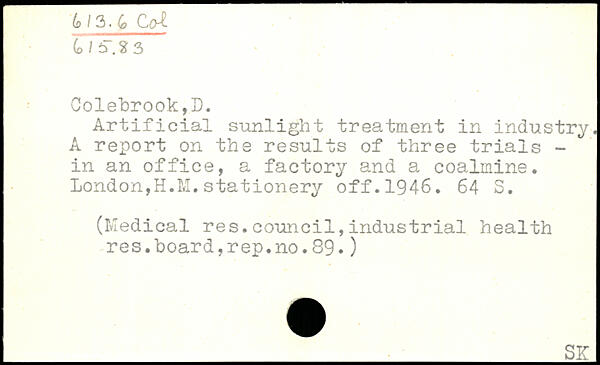 613.6 Col
615.83
Colebrook,D.
Artificial sunlight treatment in industry.
A report on the results of three trials -
in an office, a factory and a coalmine.
London,H.M.stationery off.1946. 64 S.
(Medical res.council,industrial health
res.board,rep.no.89.)
SK